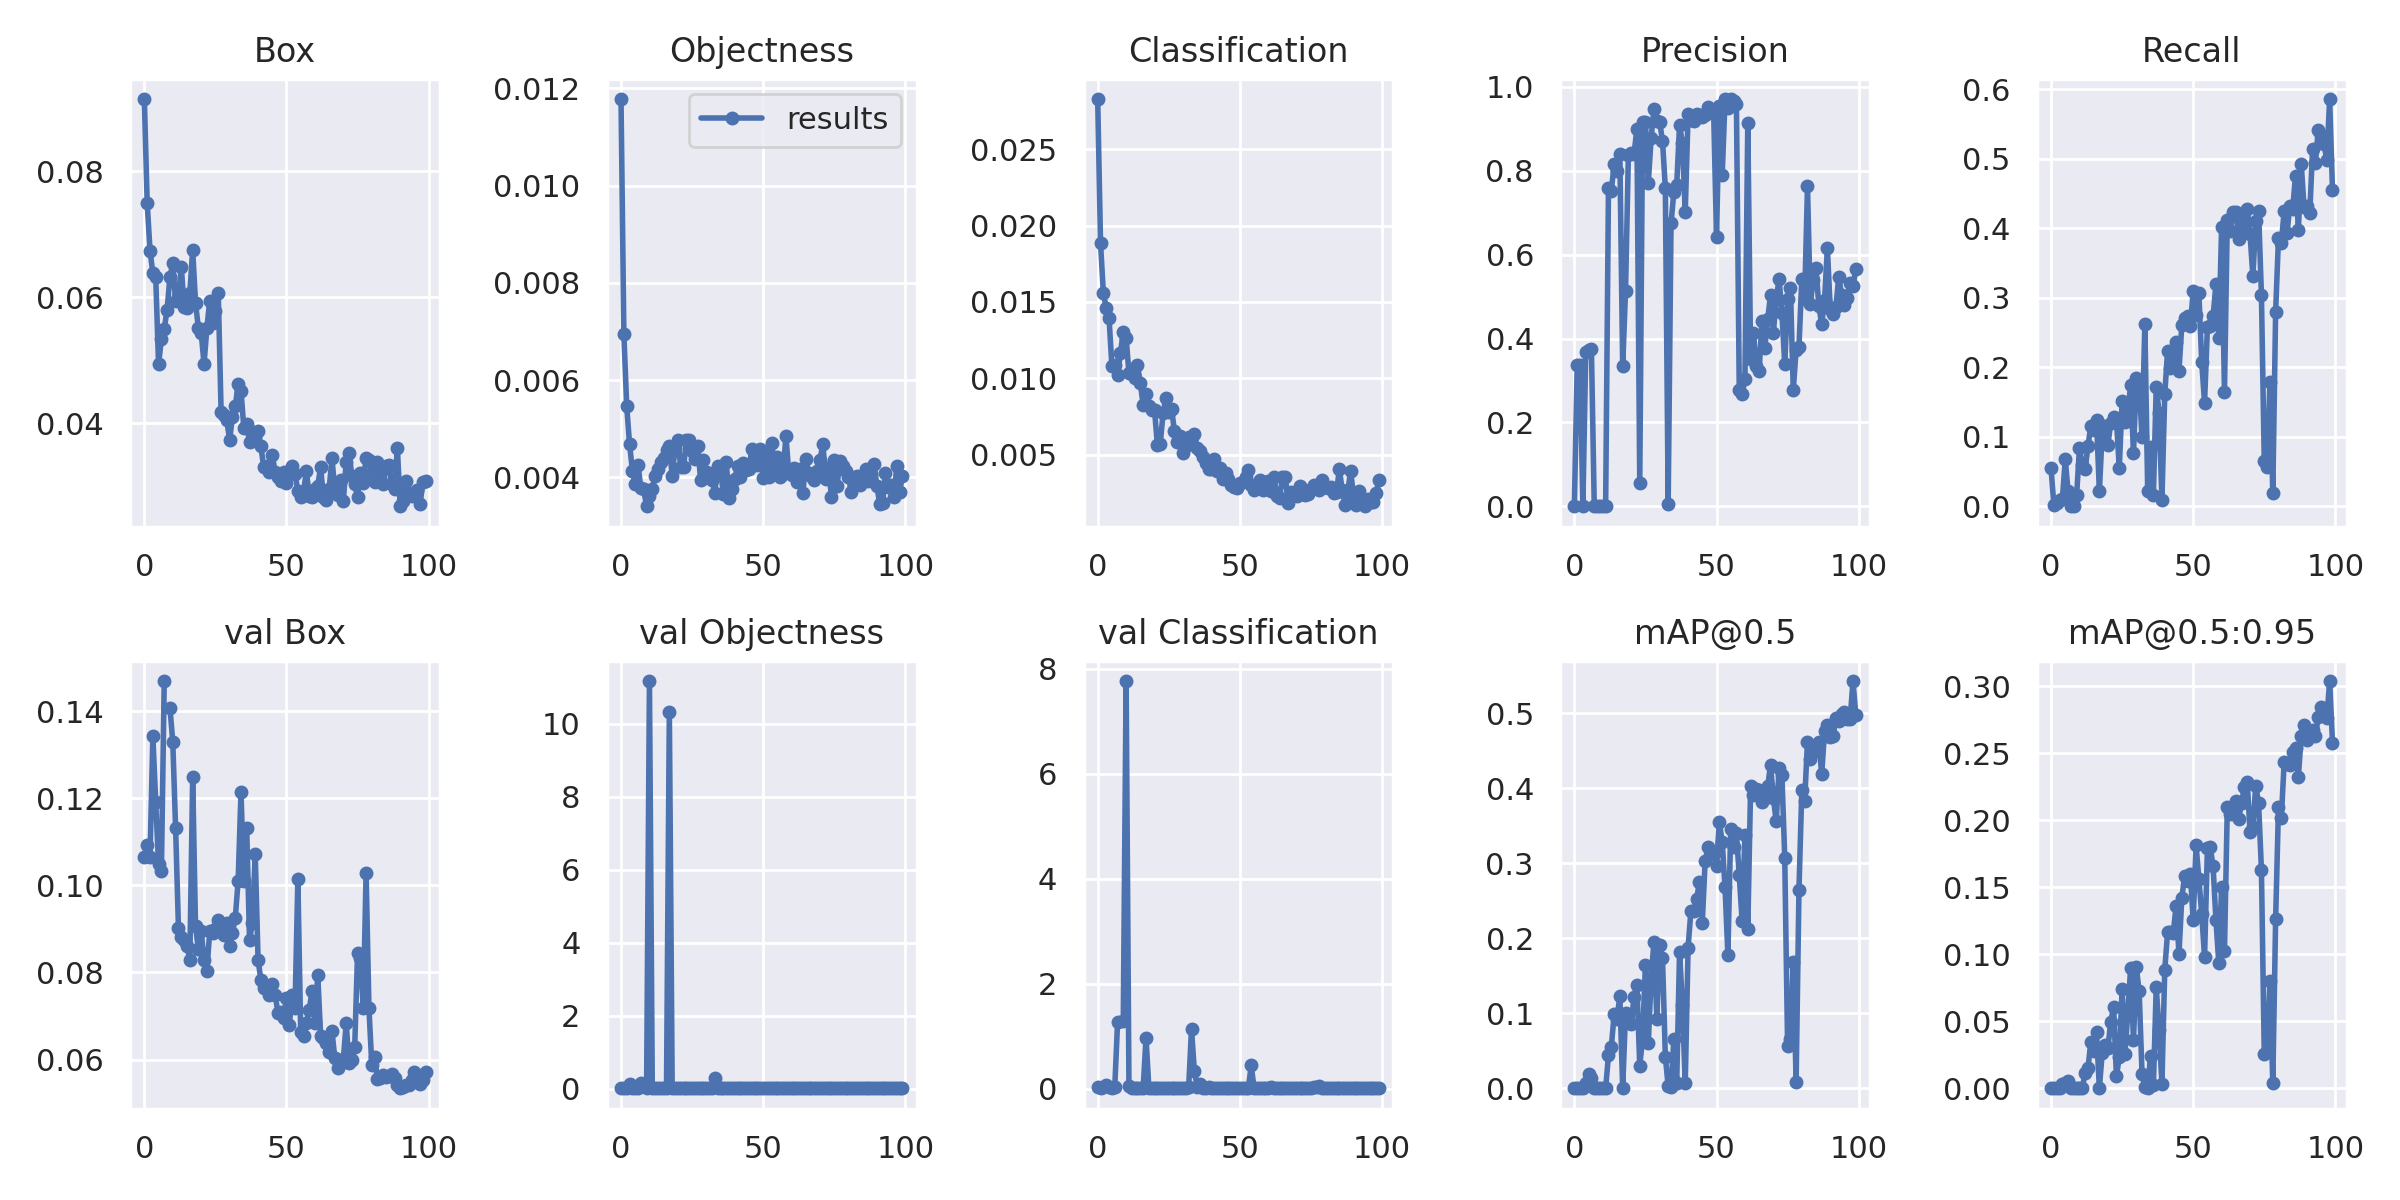 Box
Objectness
Classification
Precision
Recall
0.08
0.06
0.04
0 50 100
0.012
0.010
0.008
0.006
0.004
results
0 50 100
0.025
0.020
0.015
0.010
0.005
0 50 100
1.0
0.8
0.6
0.4
0.2
0.0
0 50 100
0.6
0.5
0.4
0.3
0.2
0.1
0.0
0 50 100
val Box
val Objectness
val Classification
mAP@0.5
mAP@0.5:0.95
0.14
0.12
0.10
0.08
0.06
0 50 100
10
8
6
4
2
0
0 50 100
8
6
4
2
0
0 50 100
0.5
0.4
0.3
0.2
0.1
0.0
0 50 100
0.30
0.25
0.20
0.15
0.10
0.05
0.00
0 50 100